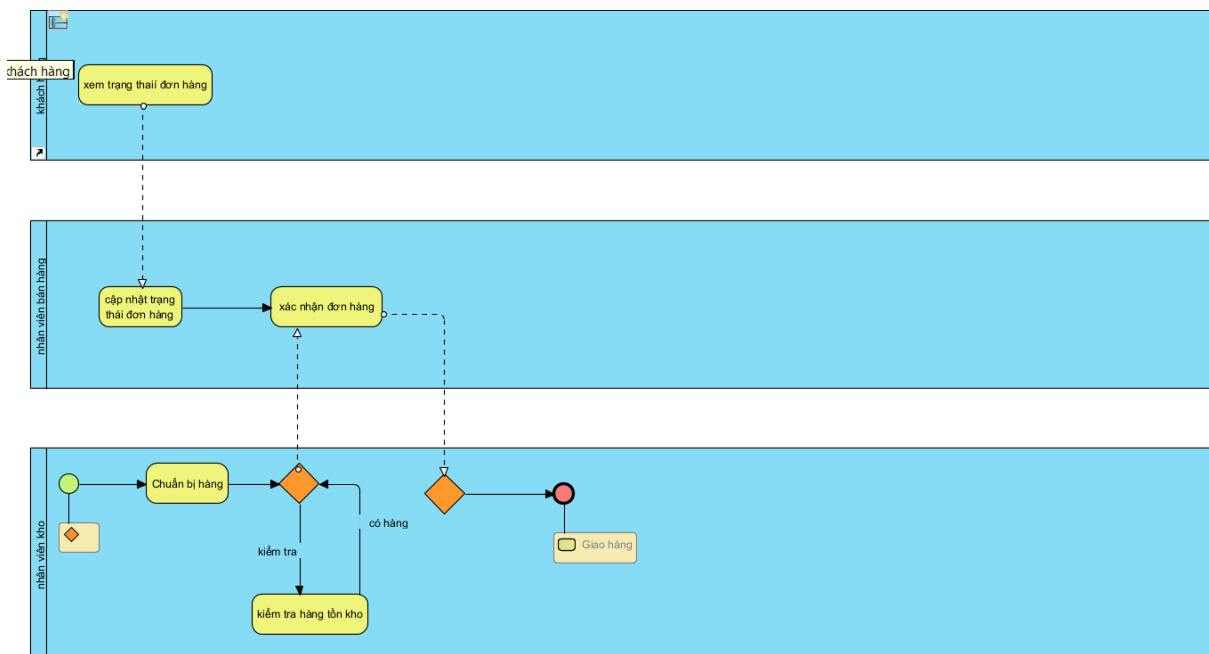 khách hàng
khách h
xem trạng thaií đơn hàng
nhân viên bán hàng
cập nhật trạng
thái đơn hàng
xác nhận đơn hàng
nhân viên kho
Chuẩn bị hàng
có hàng
kiểm tra
Giao hàng
kiểm tra hàng tồn kho